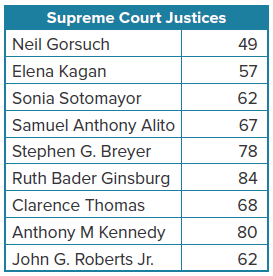 Supreme Court Justices
Neil Gorsuch 49
Elena Kagan 57
Sonia Sotomayor 62
Samuel Anthony Alito 67
Stephen G. Breyer 78
Ruth Bader Ginsburg 84
Clarence Thomas 68
Anthony M Kennedy 80
John G. Roberts Jr. 62